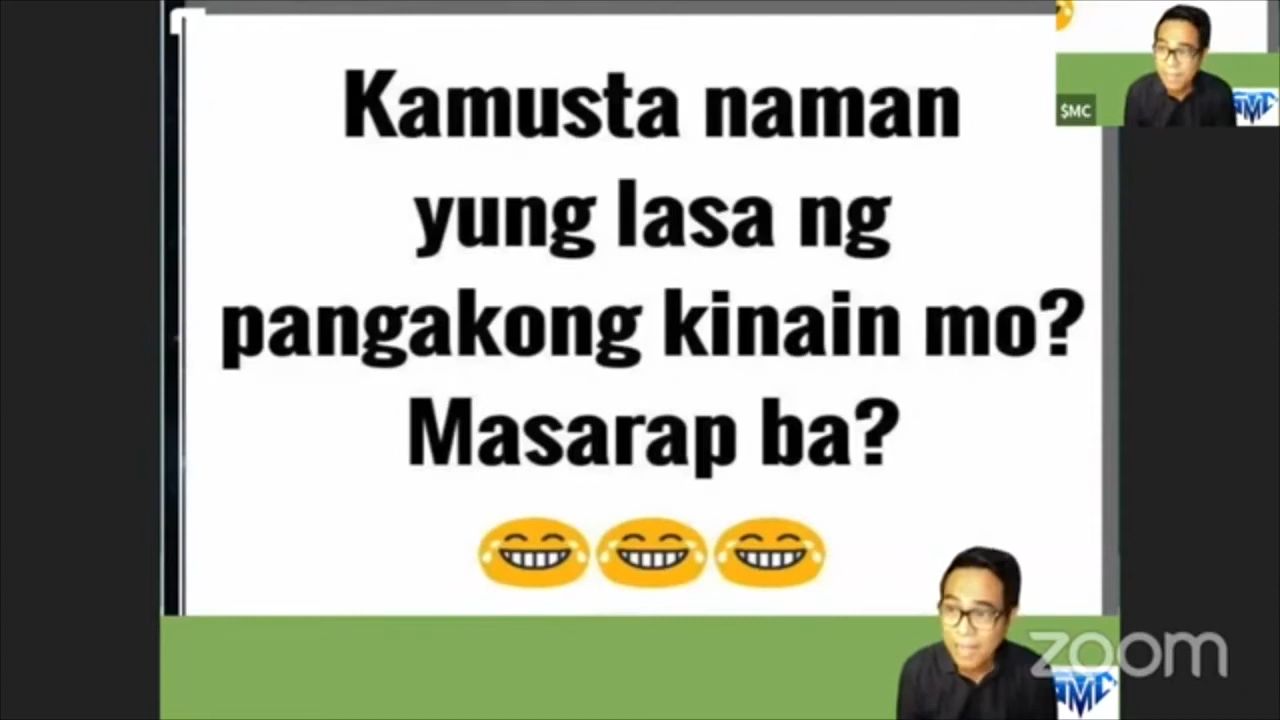 Kamusta naman
yung lasa ng
pangakong kinain mo?
Masarap ba?
$MC
zoom